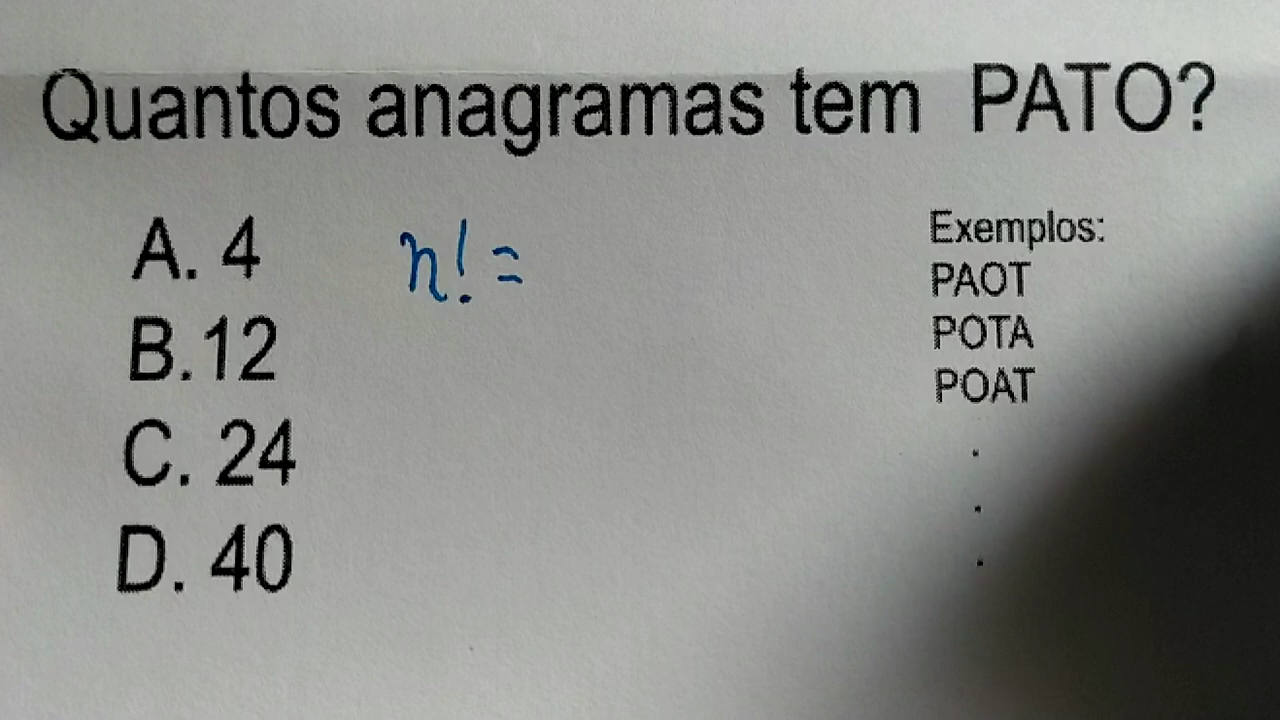 Quantos anagramas tem PATO?
A. 4
n! =
B.12
C. 24
D. 40
Exemplos:
PAOT
POTA
POAT
.
.
.